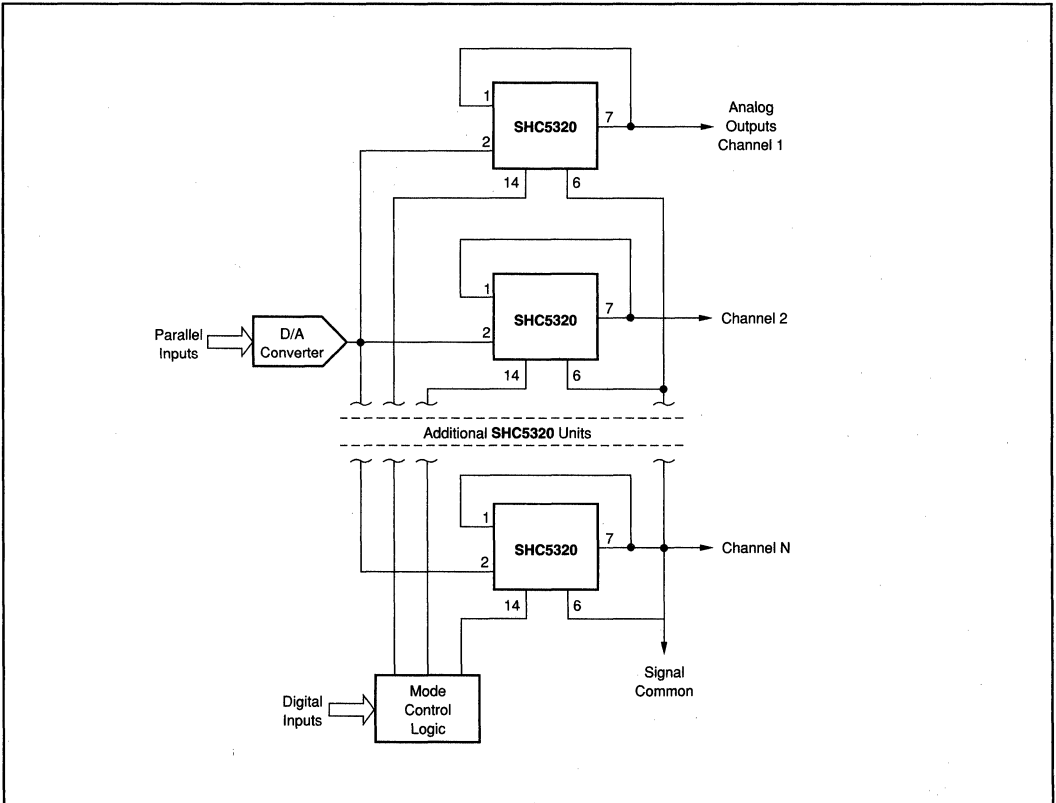 1
SHC5320
7
2
14
6
Analog
Outputs
Channel 1
1
SHC5320
7
2
14
6
Channel 2
Parallel
Inputs
D/A
Converter
Additional SHC5320 Units
1
SHC5320
7
2
14
6
Channel N
Signal
Common
Digital
Inputs
Mode
Control
Logic